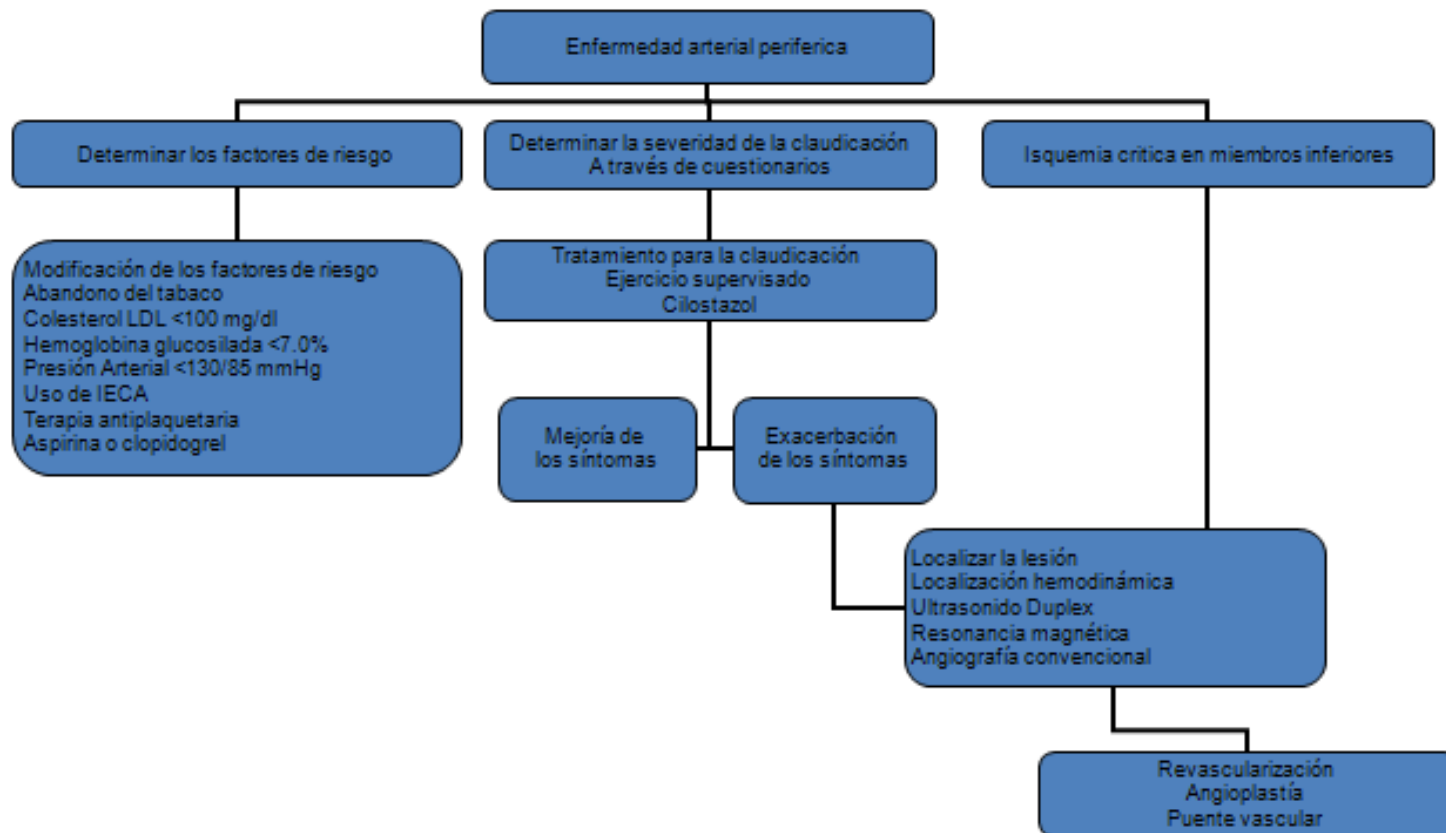 Enfermedad arterial periferica
Determinar los factores de riesgo
Determinar la severidad de la claudicación
A través de cuestionarios
Isquemia critica en miembros inferiores
Modificación de los factores de riesgo
Abandono del tabaco
Colesterol LDL <100 mg/dl
Hemoglobina glucosilada <7.0%
Presión Arterial <130/85 mmHg
Uso de IECA
Terapia antiplaquetaria
Aspirina o clopidogrel
Tratamiento para la claudicación
Ejercicio supervisado
Cilostazol
Mejoría de
los síntomas
Exacerbación
de los síntomas
Localizar la lesión
Localización hemodinámica
Ultrasonido Duplex
Resonancia magnética
Angiografía convencional
Revascularización
Angioplastía
Puente vascular